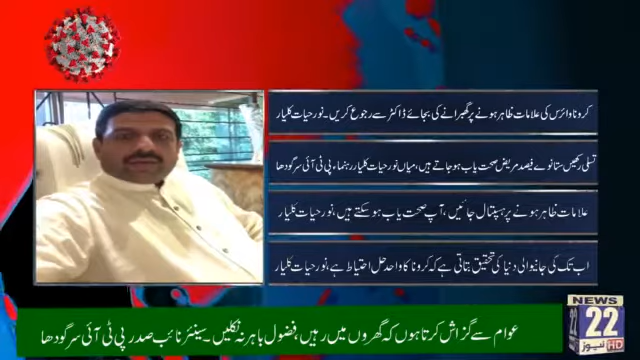 کرونا وائرس کی علامات ظاہر ہونے پر گھبرانے کی بجائے ڈاکٹر سے رجوع کریں۔ نور حیات کلیار
تسلی رکھیں ستانوے فیصد مریض صحت یاب ہو جاتے ہیں، میاں نور حیات کلیار رہنماء پی ٹی آئی سرگودھا
علامات ظاہر ہونے پر ہسپتال جائیں، آپ صحت یاب ہو سکتے ہیں، نور حیات کلیار
اب تک کی جانیوالی دنیا کی تحقیق بتاتی ہے کہ کرونا کا واحد حل احتیاط ہے، نور حیات کلیار
عوام سے گزاش کرتا ہوں کہ گھروں میں رہیں، فضول باہر نہ نکلیں۔ سینئر نائب صدر پی ٹی آئی سرگودھا
NEWS
22
نیوز HD